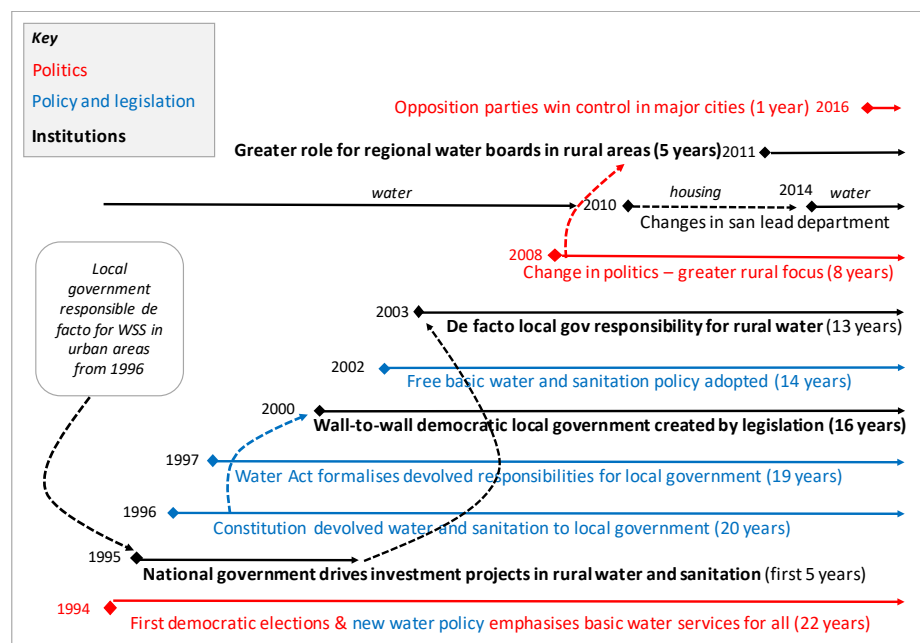 Key
Politics
Policy and legislation
Institutions
Opposition parties win control in major cities (1 year) 2016
Greater role for regional water boards in rural areas (5 years) 2011
water
housing
2014
water
2010
Changes in san lead department
2008
Change in politics – greater rural focus (8 years)
Local
government
responsible de
facto for WSS in
urban areas
from 1996
2003
De facto local gov responsibility for rural water (13 years)
2002
Free basic water and sanitation policy adopted (14 years)
2000
Wall-to-wall democratic local government created by legislation (16 years)
1997
Water Act formalises devolved responsibilities for local government (19 years)
1996
Constitution devolved water and sanitation to local government (20 years)
1995
National government drives investment projects in rural water and sanitation (first 5 years)
1994
First democratic elections & new water policy emphasises basic water services for all (22 years)